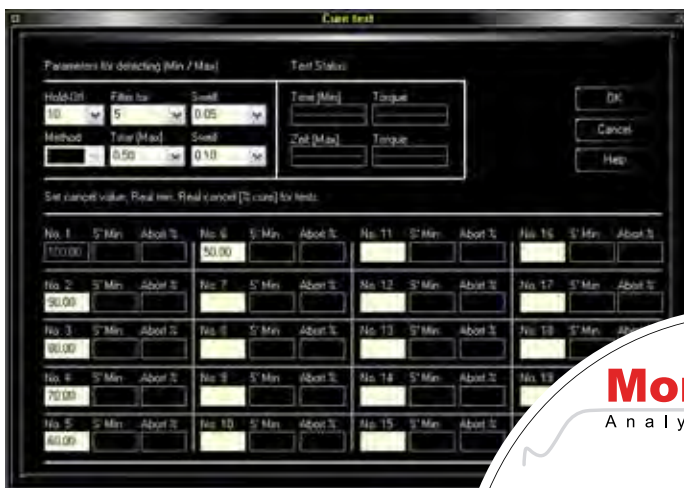 Cure test
Parameters for detecting (Min / Max) Test Status
Hold-Off Filter for Swell Time (Min) Torque
10 5 0.05
Method Time (Max) Swell Zeit (Max) Torque
0.50 0.10
OK
Cancel
Help
Set cancel value, Real min, Real cancel [% cure] for tests
No. 1 S' Min Abort % No. 6 S' Min Abort % No. 11 S' Min Abort % No. 16 S' Min Abort %
100.00 50.00
No. 2 S' Min Abort % No. 7 S' Min Abort % No. 12 S' Min Abort % No. 17 S' Min Abort %
90.00
No. 3 S' Min Abort % No. 8 S' Min Abort % No. 13 S' Min Abort % No. 18 S' Min
80.00
No. 4 S' Min Abort % No. 9 S' Min Abort % No. 14 S' Min Abort % No. 19
70.00
No. 5 S' Min Abort % No. 10 S' Min Abort % No. 15 S' Min
60.00
Mon
Analy